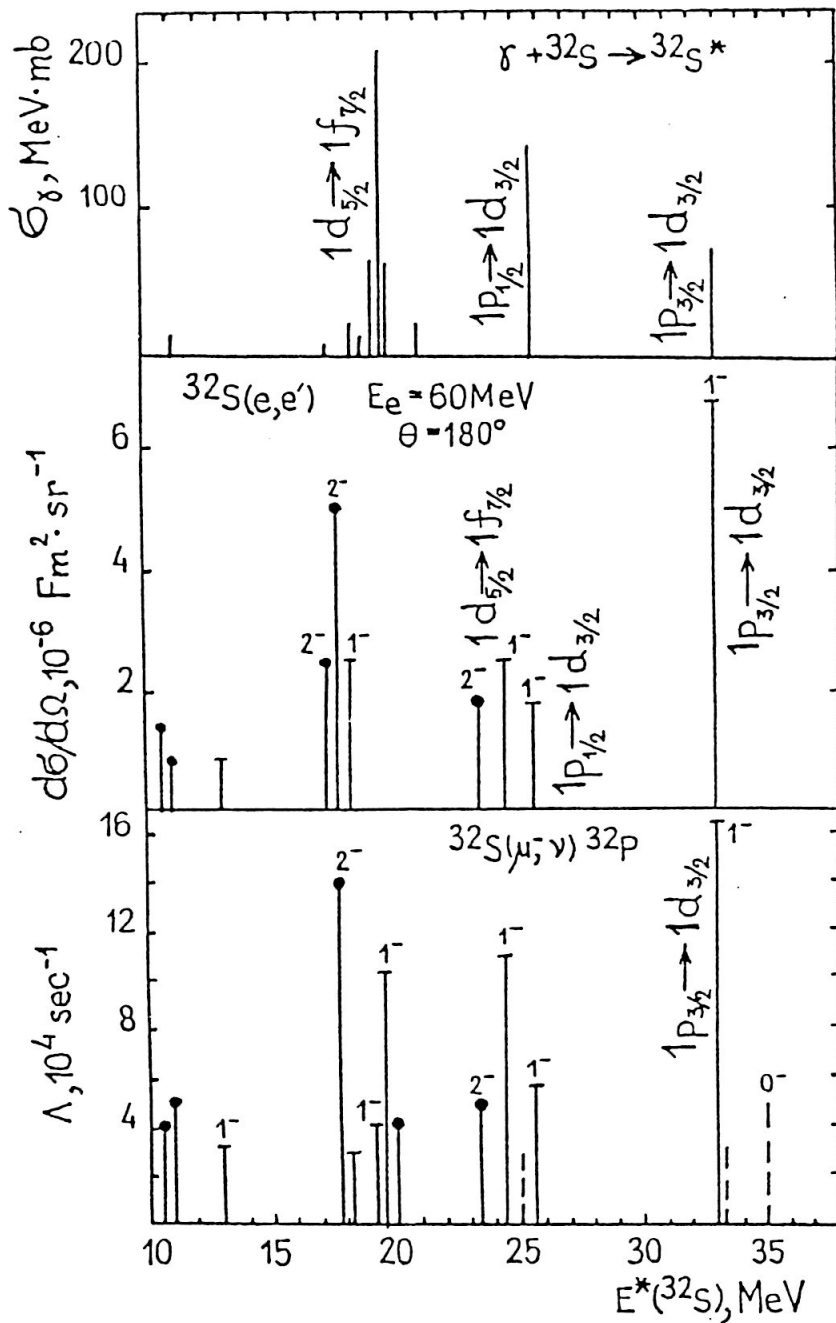 γ + ³²S → ³²S*
200
100
σγ, MeV·mb
1d5/2 → 1f7/2
1p1/2 → 1d3/2
1p3/2 → 1d3/2
³²S(e,e′) Ee = 60 MeV
θ = 180°
6
4
2
dσ/dΩ, 10⁻⁶ Fm²·sr⁻¹
2⁻
2⁻
1⁻
2⁻
1⁻
1⁻
1⁻
1d5/2 → 1f7/2
1p1/2 → 1d3/2
1p3/2 → 1d3/2
³²S(μ⁻,ν)³²P
16
12
8
4
Λ, 10⁴ sec⁻¹
1⁻
2⁻
1⁻
1⁻
2⁻
1⁻
1⁻
1⁻
0⁻
1p3/2 → 1d3/2
10 15 20 25 30 35
E*(³²S), MeV